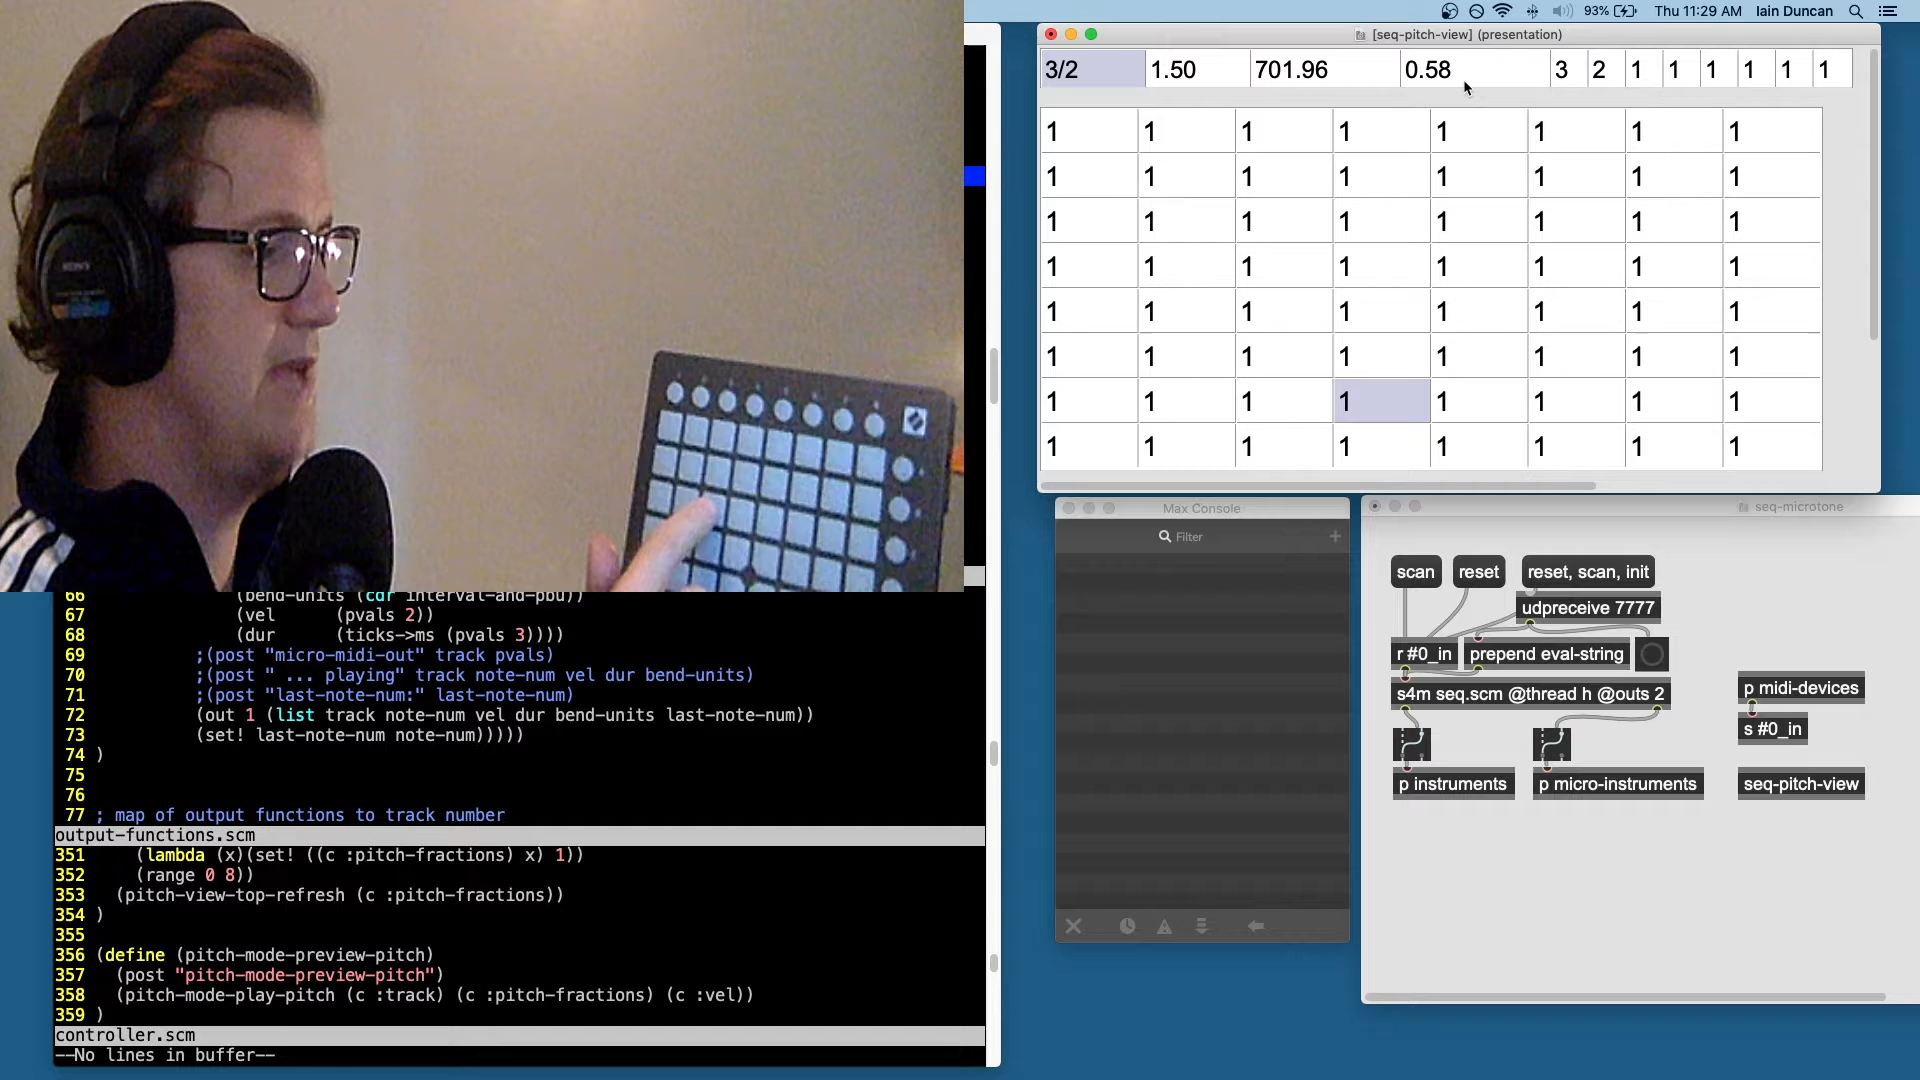 93% Thu 11:29 AM Iain Duncan
[seq-pitch-view] (presentation)
3/2 1.50 701.96 0.58 3 2 1 1 1 1 1 1
1 1 1 1 1 1 1 1
1 1 1 1 1 1 1 1
1 1 1 1 1 1 1 1
1 1 1 1 1 1 1 1
1 1 1 1 1 1 1 1
1 1 1 1 1 1 1 1
1 1 1 1 1 1 1 1
1 1 1 1 1 1 1 1
SONY
66 (bend-units (cdr interval-and-pbu))
67 (vel (pvals 2))
68 (dur (ticks->ms (pvals 3))))
69 ;(post "micro-midi-out" track pvals)
70 ;(post " ... playing" track note-num vel dur bend-units)
71 ;(post "last-note-num:" last-note-num)
72 (out 1 (list track note-num vel dur bend-units last-note-num))
73 (set! last-note-num note-num)))))
74 )
75
76
77 ; map of output functions to track number
output-functions.scm
351 (lambda (x)(set! ((c :pitch-fractions) x) 1))
352 (range 0 8))
353 (pitch-view-top-refresh (c :pitch-fractions))
354 )
355
356 (define (pitch-mode-preview-pitch)
357 (post "pitch-mode-preview-pitch")
358 (pitch-mode-play-pitch (c :track) (c :pitch-fractions) (c :vel))
359 )
controller.scm
--No lines in buffer--
Max Console
Filter
seq-microtone
scan reset reset, scan, init
udpreceive 7777
r #0_in prepend eval-string
s4m seq.scm @thread h @outs 2
p midi-devices
s #0_in
p instruments p micro-instruments seq-pitch-view